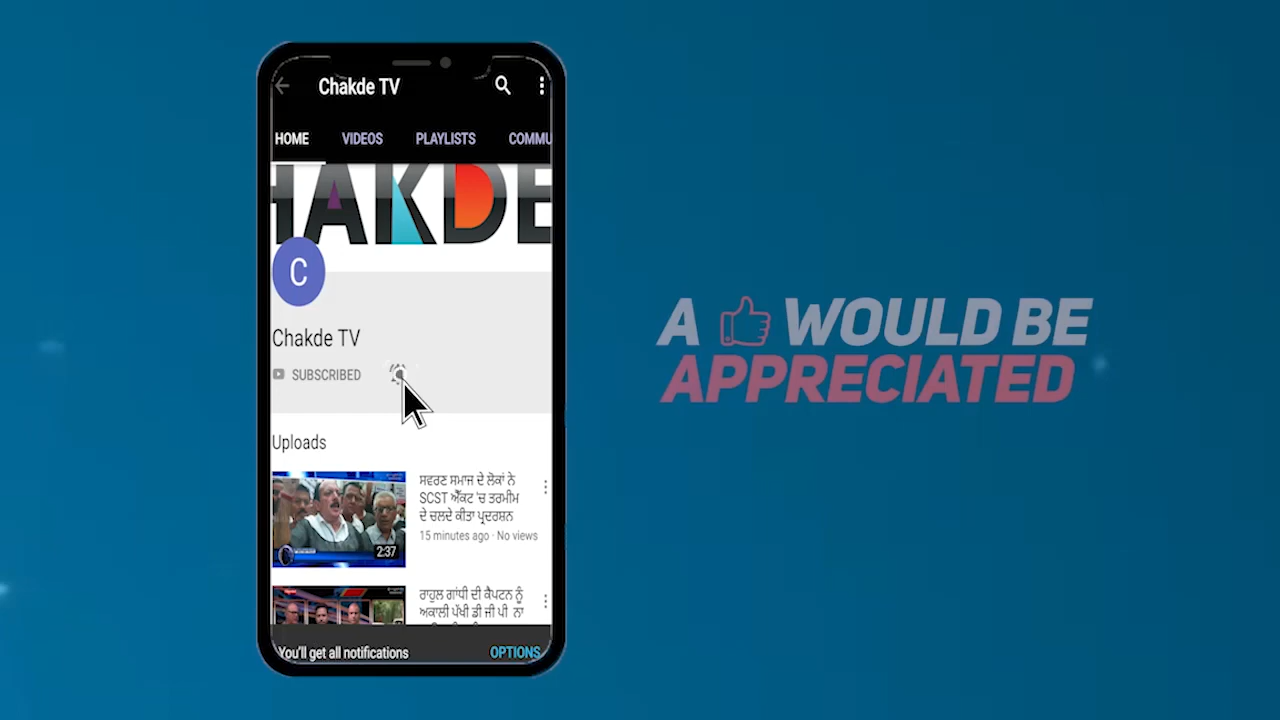 Chakde TV
HOME VIDEOS PLAYLISTS COMMU
HAKDE
C
Chakde TV
SUBSCRIBED
Uploads
ਸਵਰਣ ਸਮਾਜ ਦੇ ਲੋਕਾਂ ਨੇ
SCST ਐੱਕਟ 'ਚ ਤਰਮੀਮ
ਦੇ ਚਲਦੇ ਕੀਤਾ ਪ੍ਰਦਰਸ਼ਨ
15 minutes ago · No views
2:37
ਰਾਹੁਲ ਗਾਂਧੀ ਦੀ ਕੈਪਟਨ ਨੂੰ
ਅਕਾਲੀ ਪੱਖੀ ਡੀ ਜੀ ਪੀ ਨਾ
You'll get all notifications OPTIONS
A WOULD BE
APPRECIATED